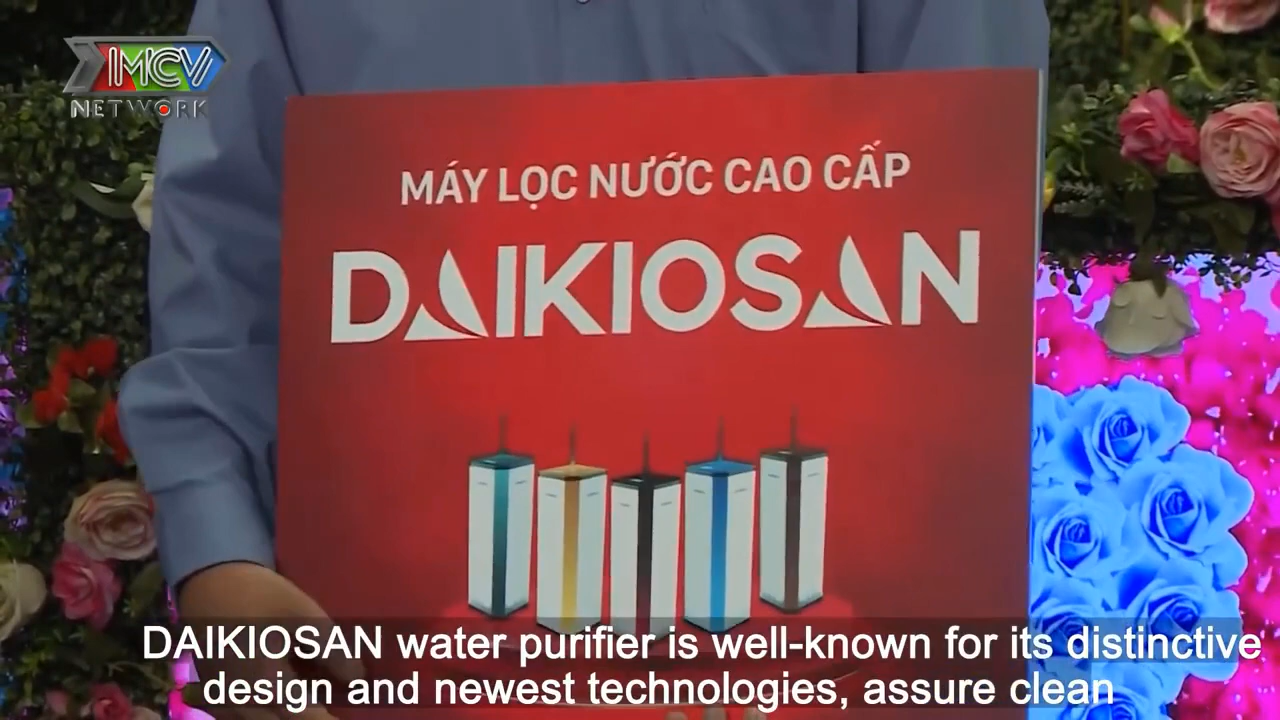 MCV
NETWORK
MÁY LỌC NƯỚC CAO CẤP
DAIKIOSAN
DAIKIOSAN water purifier is well-known for its distinctive
design and newest technologies, assure clean